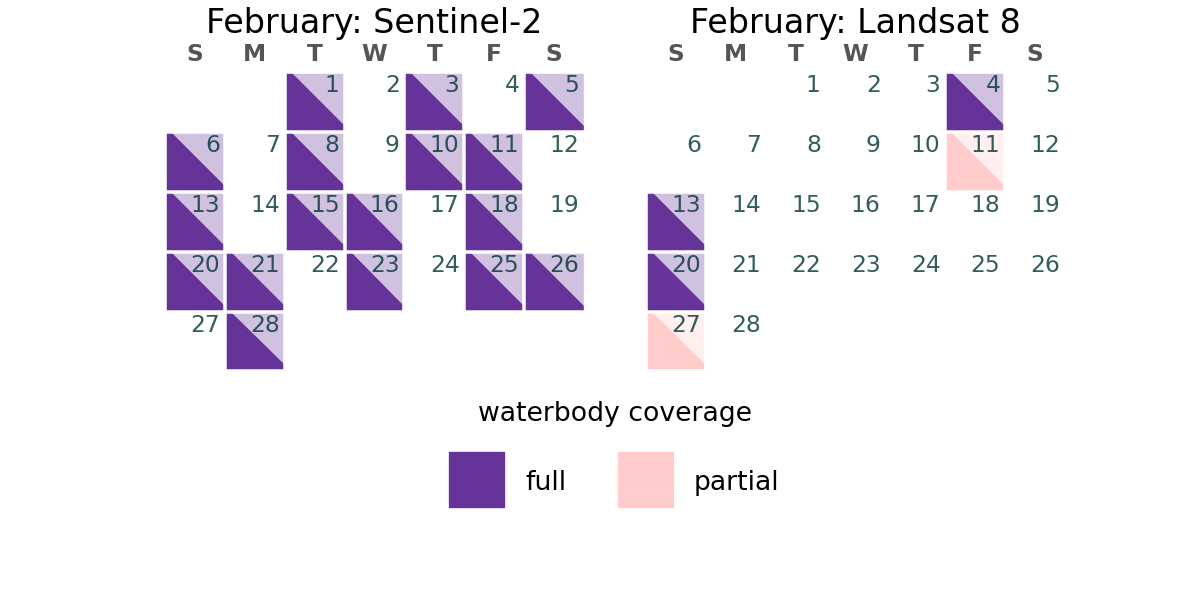 February: Sentinel-2
S M T W T F S
1 2 3 4 5
6 7 8 9 10 11 12
13 14 15 16 17 18 19
20 21 22 23 24 25 26
27 28
February: Landsat 8
S M T W T F S
1 2 3 4 5
6 7 8 9 10 11 12
13 14 15 16 17 18 19
20 21 22 23 24 25 26
27 28
waterbody coverage
full
partial